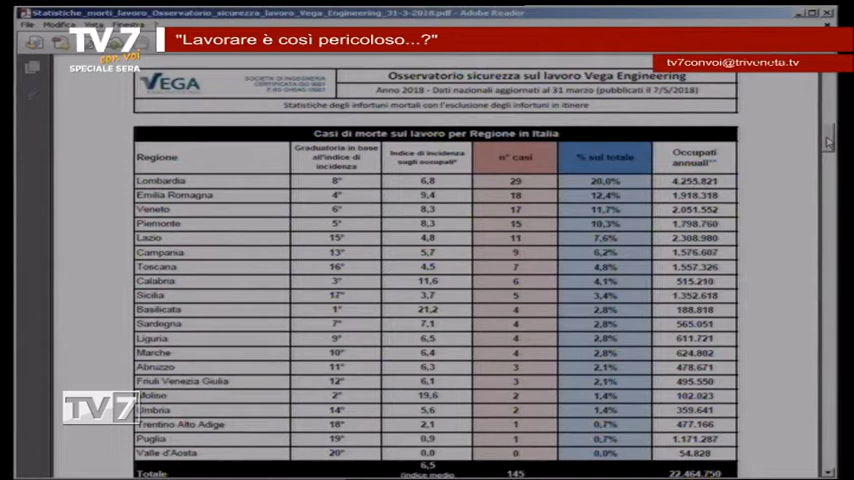 Statistiche_morti_lavoro_Osservatorio_sicurezza_lavoro_Vega_Engineering_31-3-2018.pdf - Adobe Reader
File Modifica Vista Finestra
TV7 "Lavorare è così pericoloso...?"
con voi
SPECIALE SERA
tv7convoi@triveneta.tv
VEGA
SOCIETÀ DI INGEGNERIA
Osservatorio sicurezza sul lavoro Vega Engineering
Anno 2018 - Dati nazionali aggiornati al 31 marzo (pubblicati il 7/5/2018)
Statistiche degli infortuni mortali con l'esclusione degli infortuni in itinere
Casi di morte sul lavoro per Regione in Italia
Regione Graduatoria in base all'indice di incidenza Indice di incidenza sugli occupati* n° casi % sul totale Occupati annuali**
Lombardia 8° 6,8 29 20,0% 4.255.821
Emilia Romagna 4° 9,4 18 12,4% 1.918.318
Veneto 6° 8,3 17 11,7% 2.051.552
Piemonte 5° 8,3 15 10,3% 1.798.760
Lazio 15° 4,8 11 7,6% 2.308.980
Campania 13° 5,7 9 6,2% 1.576.607
Toscana 16° 4,5 7 4,8% 1.557.326
Calabria 3° 11,6 6 4,1% 515.210
Sicilia 17° 3,7 5 3,4% 1.352.618
Basilicata 1° 21,2 4 2,8% 188.818
Sardegna 7° 7,1 4 2,8% 565.051
Liguria 9° 6,5 4 2,8% 611.721
Marche 10° 6,4 4 2,8% 624.802
Abruzzo 11° 6,3 3 2,1% 478.671
Friuli Venezia Giulia 12° 6,1 3 2,1% 495.550
Molise 2° 19,6 2 1,4% 102.023
Umbria 14° 5,6 2 1,4% 359.641
Trentino Alto Adige 18° 2,1 1 0,7% 477.166
Puglia 19° 0,9 1 0,7% 1.171.287
Valle d'Aosta 20° 0,0 0 0,0% 54.828
Totale 6,5 (Indice medio 145 22.464.750
TV7